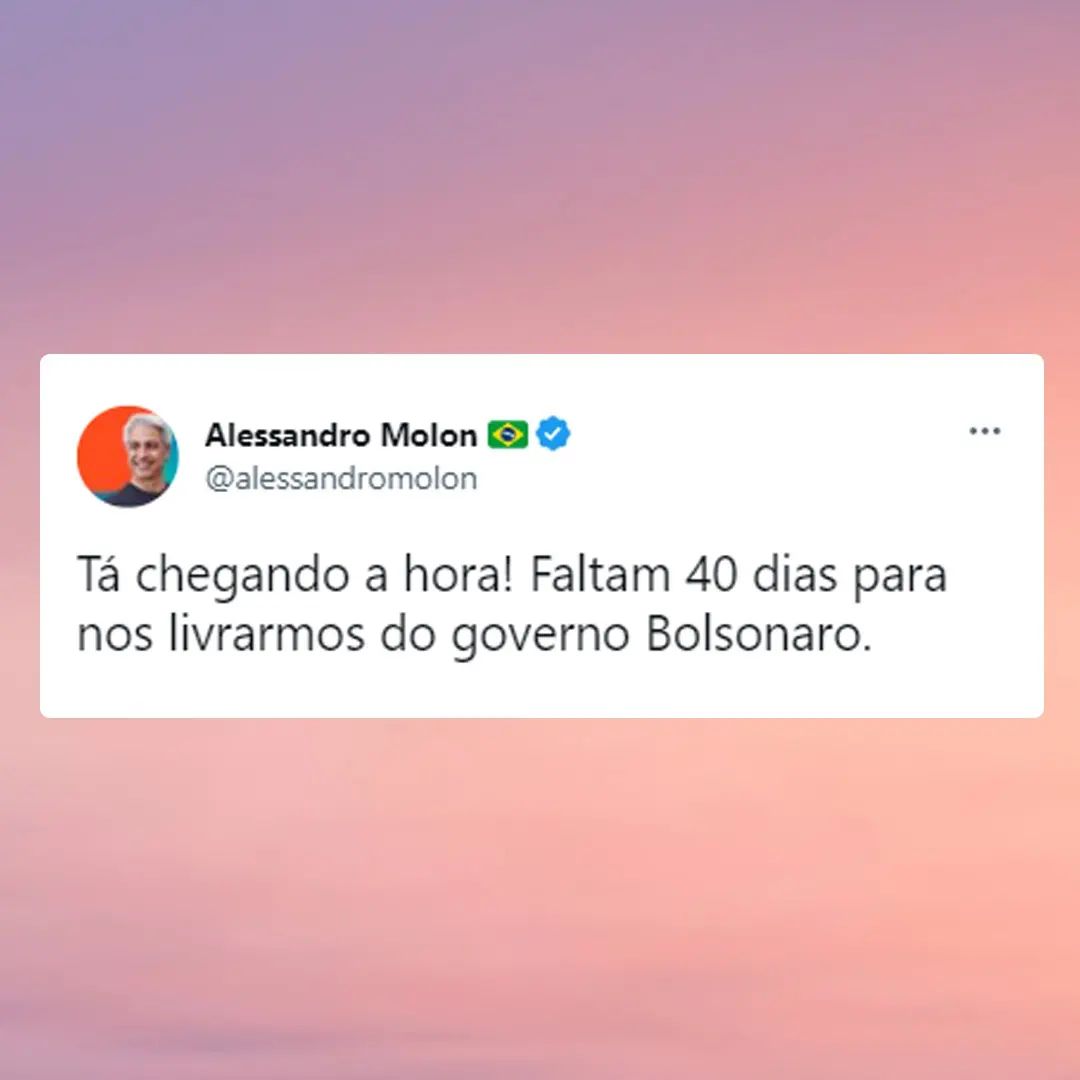 Alessandro Molon
@alessandromolon
Tá chegando a hora! Faltam 40 dias para
nos livrarmos do governo Bolsonaro.